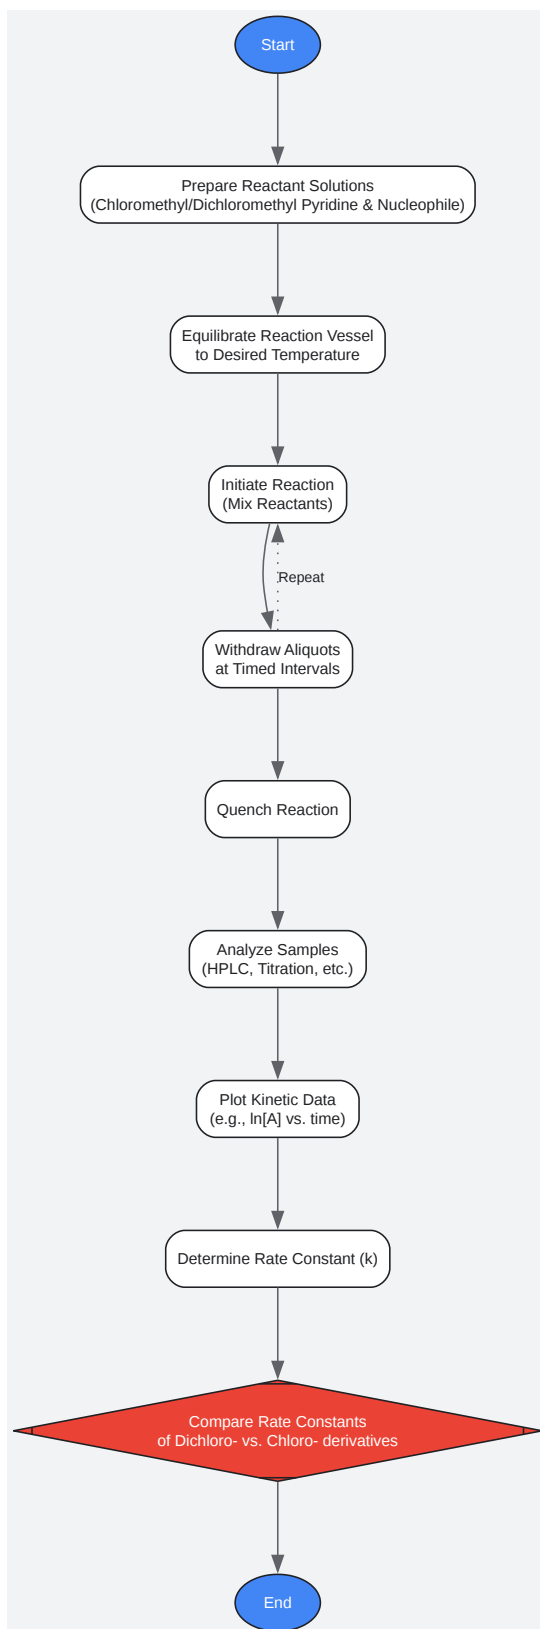 Start
Prepare Reactant Solutions
(Chloromethyl/Dichloromethyl Pyridine & Nucleophile)
Equilibrate Reaction Vessel
to Desired Temperature
Initiate Reaction
(Mix Reactants)
Repeat
Withdraw Aliquots
at Timed Intervals
Quench Reaction
Analyze Samples
(HPLC, Titration, etc.)
Plot Kinetic Data
(e.g., ln[A] vs. time)
Determine Rate Constant (k)
Compare Rate Constants
of Dichloro- vs. Chloro- derivatives
End